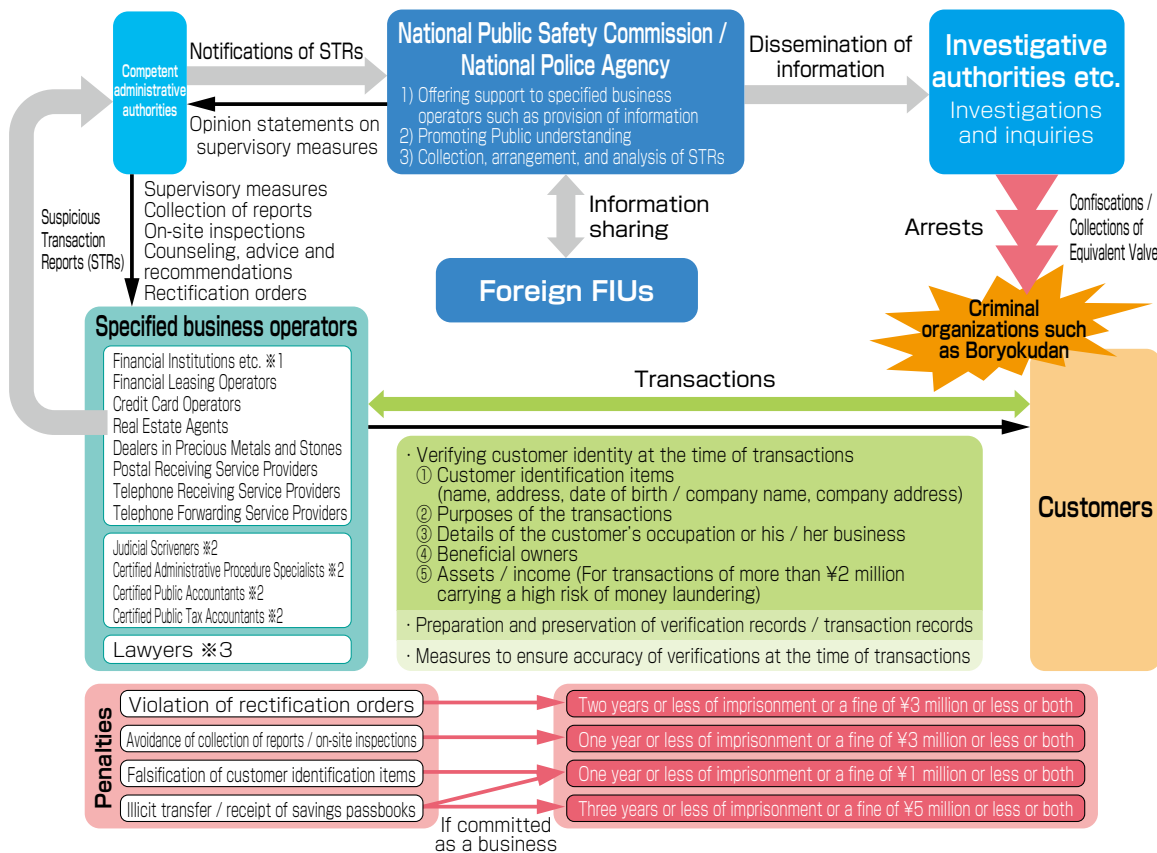 Competent
administrative
authorities
Notifications of STRs
Opinion statements on
supervisory measures
National Public Safety Commission /
National Police Agency
1) Offering support to specified business
operators such as provision of information
2) Promoting Public understanding
3) Collection, arrangement, and analysis of STRs
Dissemination of
information
Investigative
authorities etc.
Investigations
and inquiries
Suspicious
Transaction
Reports (STRs)
Supervisory measures
Collection of reports
On-site inspections
Counseling, advice and
recommendations
Rectification orders
Information
sharing
Foreign FIUs
Arrests
Confiscations /
Collections of
Equivalent Valve
Criminal
organizations such
as Boryokudan
Specified business operators
Financial Institutions etc. ※1
Financial Leasing Operators
Credit Card Operators
Real Estate Agents
Dealers in Precious Metals and Stones
Postal Receiving Service Providers
Telephone Receiving Service Providers
Telephone Forwarding Service Providers
Judicial Scriveners ※2
Certified Administrative Procedure Specialists ※2
Certified Public Accountants ※2
Certified Public Tax Accountants ※2
Lawyers ※3
Transactions
· Verifying customer identity at the time of transactions
① Customer identification items
(name, address, date of birth / company name, company address)
② Purposes of the transactions
③ Details of the customer's occupation or his / her business
④ Beneficial owners
⑤ Assets / income (For transactions of more than ¥2 million
carrying a high risk of money laundering)
· Preparation and preservation of verification records / transaction records
· Measures to ensure accuracy of verifications at the time of transactions
Customers
Penalties
Violation of rectification orders
Two years or less of imprisonment or a fine of ¥3 million or less or both
Avoidance of collection of reports / on-site inspections
One year or less of imprisonment or a fine of ¥3 million or less or both
Falsification of customer identification items
One year or less of imprisonment or a fine of ¥1 million or less or both
Illicit transfer / receipt of savings passbooks
Three years or less of imprisonment or a fine of ¥5 million or less or both
If committed
as a business